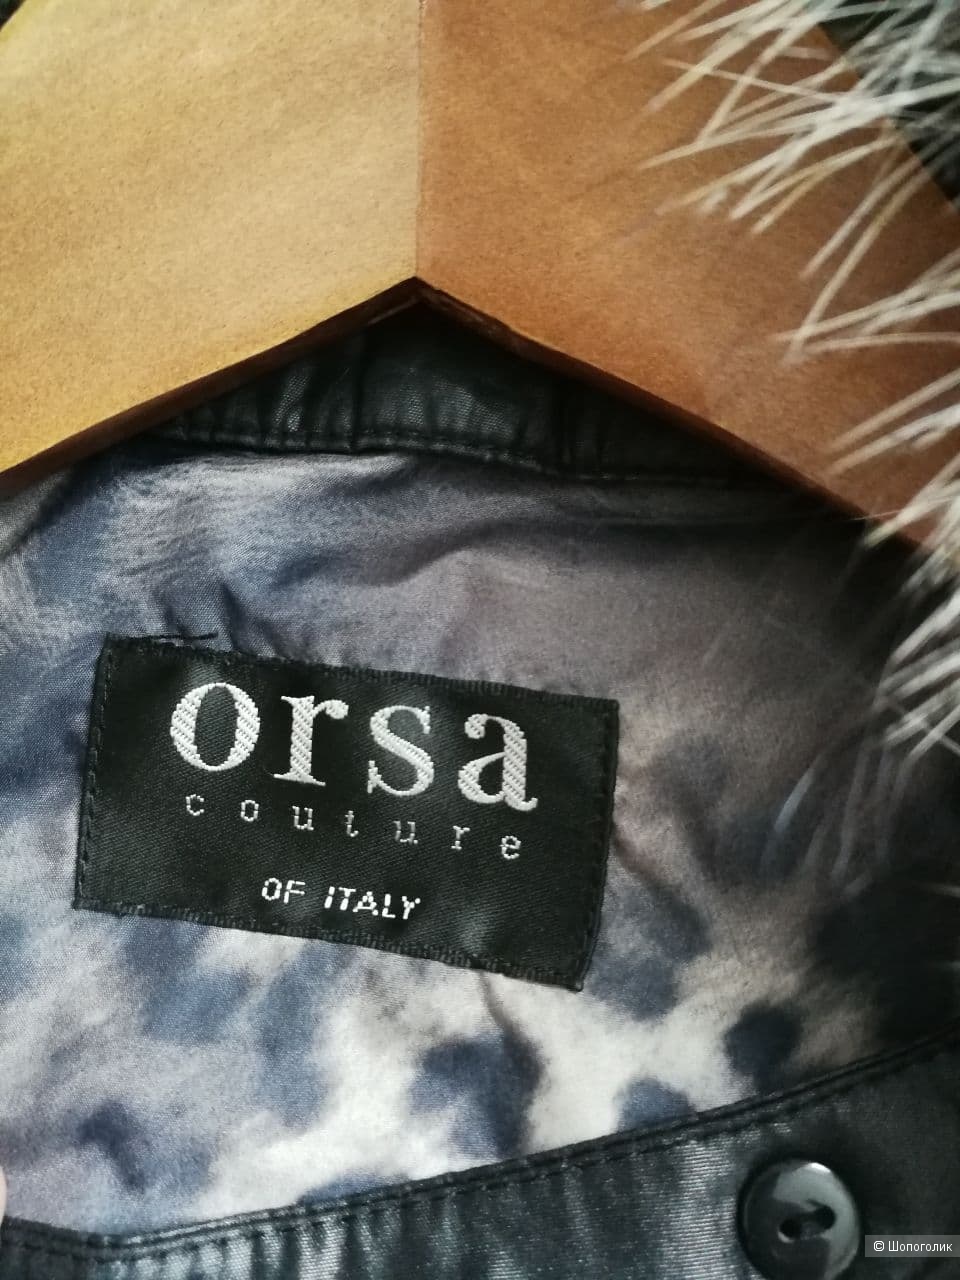 orsa
couture
OF ITALY
© Шопоголик